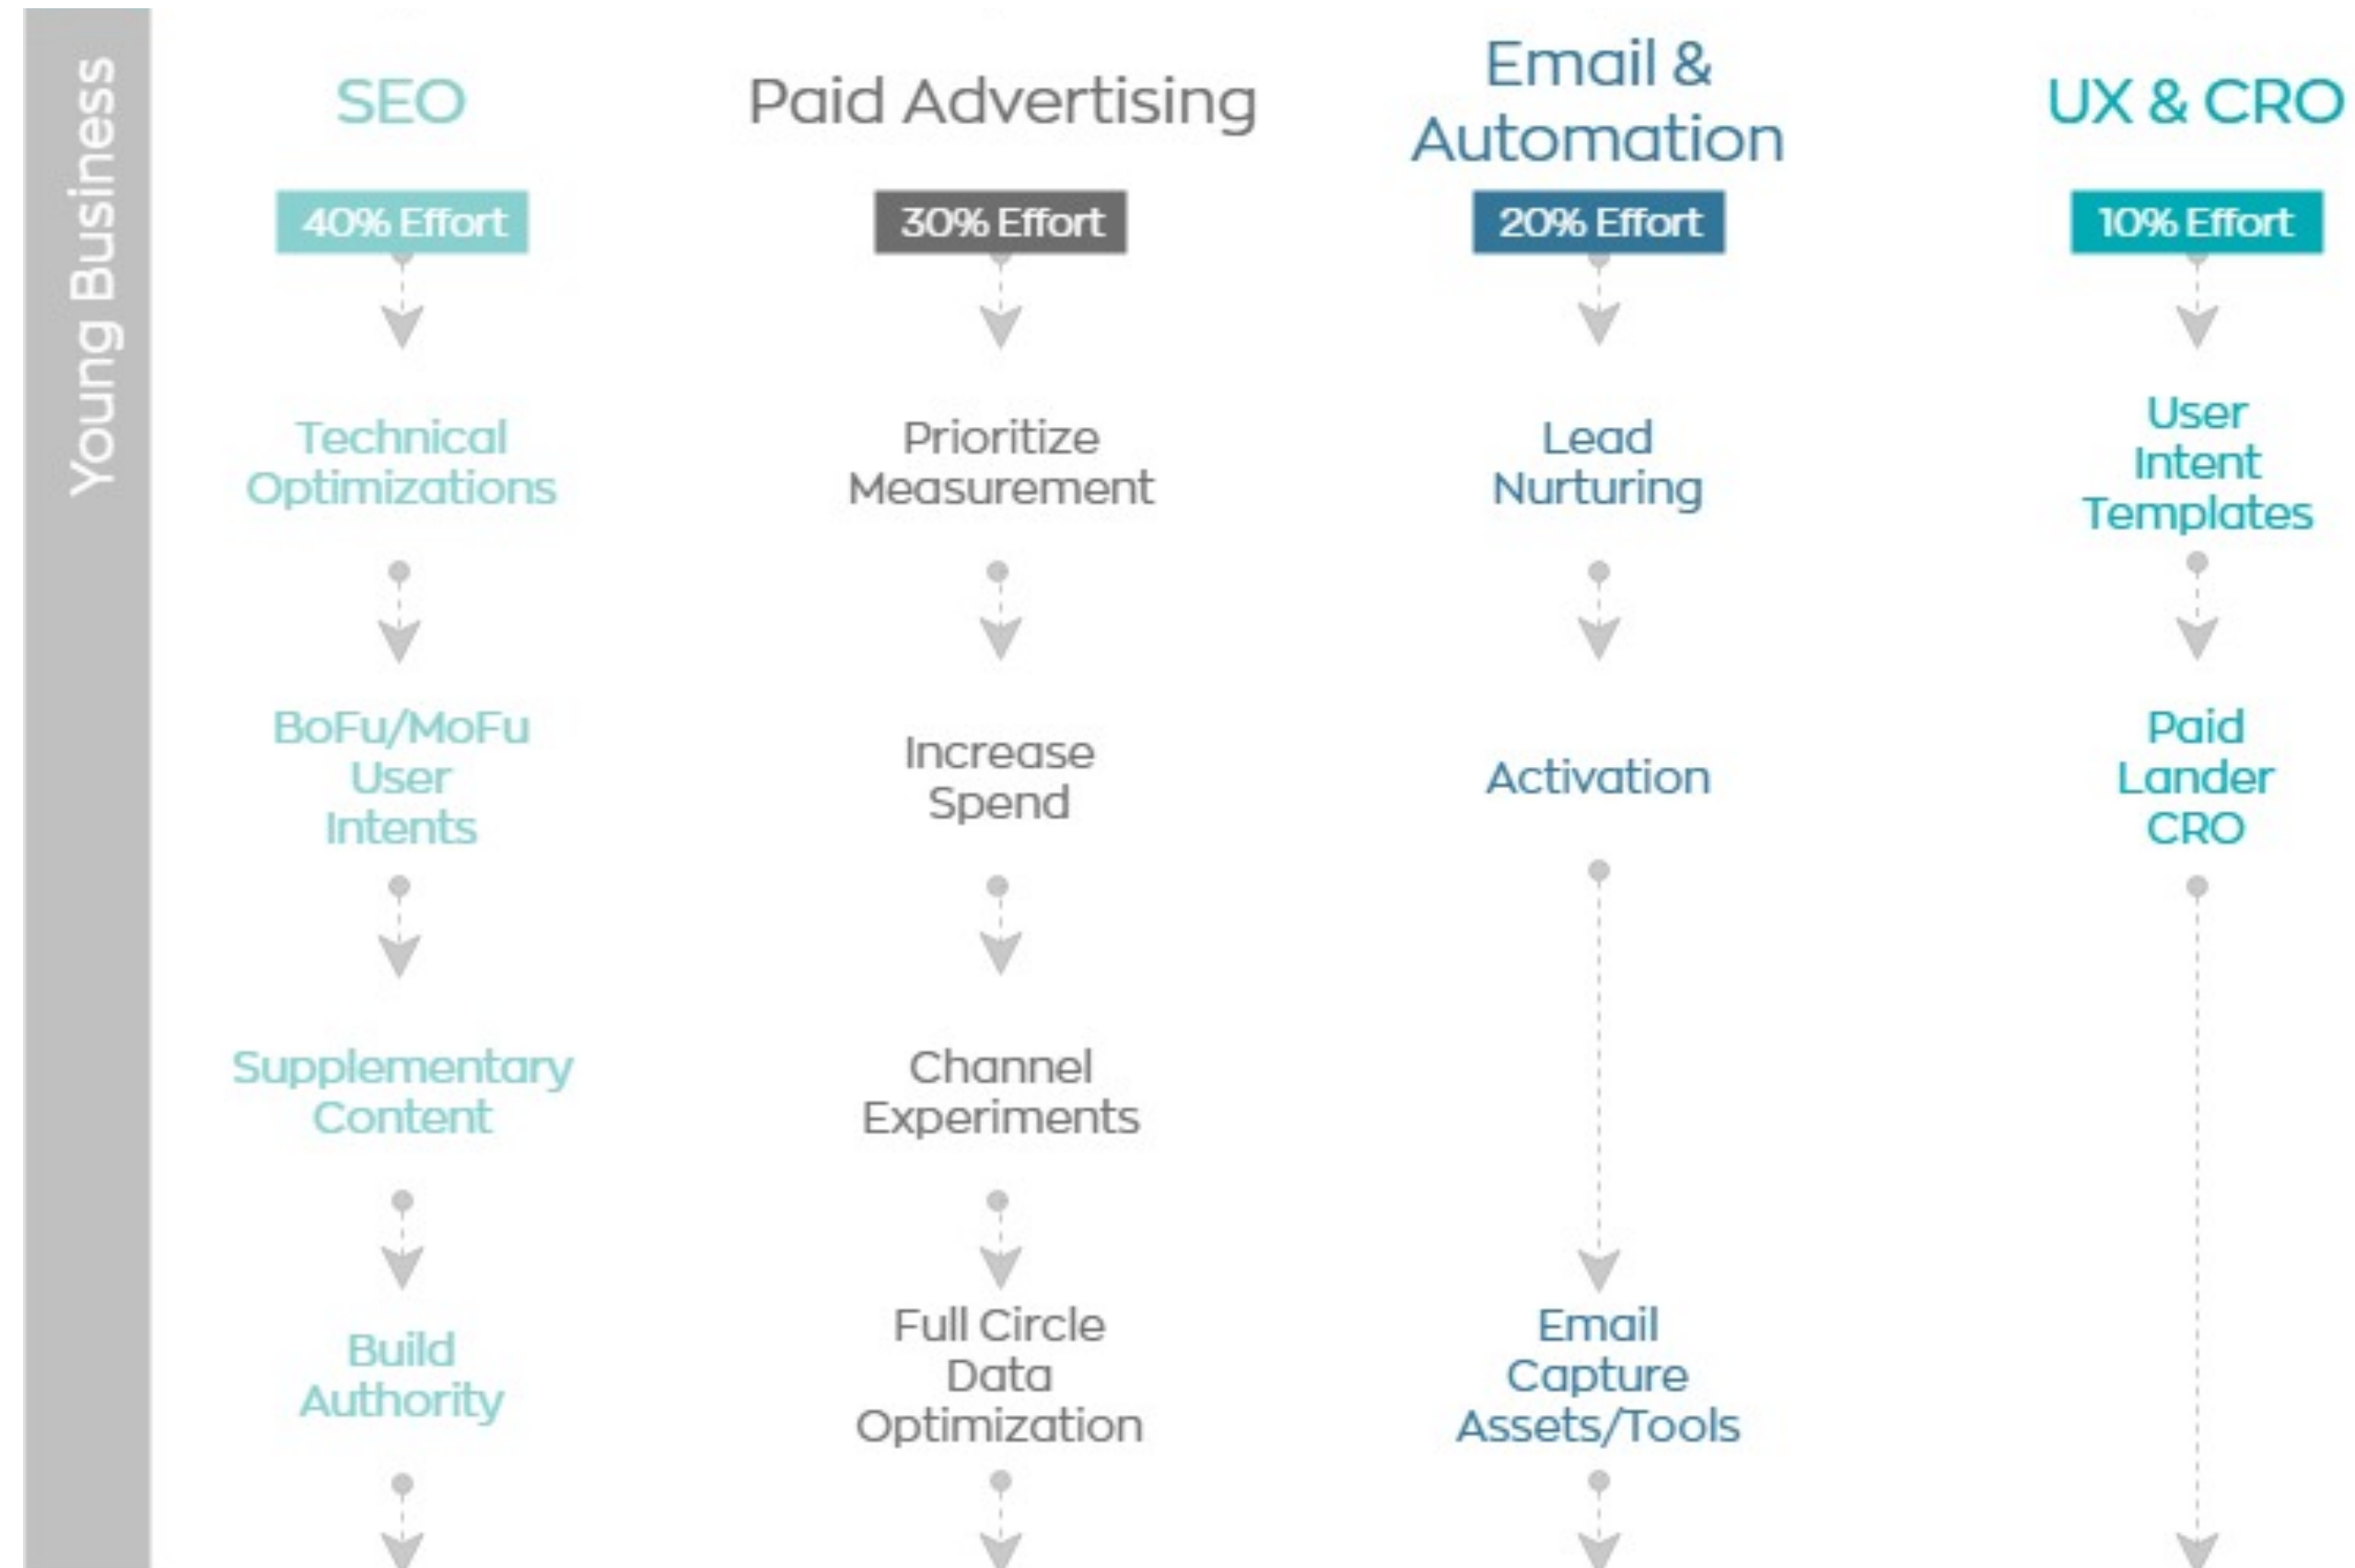 Young Business
SEO
40% Effort
Technical
Optimizations
BoFu/MoFu
User
Intents
Supplementary
Content
Build
Authority
Paid Advertising
30% Effort
Prioritize
Measurement
Increase
Spend
Channel
Experiments
Full Circle
Data
Optimization
Email &
Automation
20% Effort
Lead
Nurturing
Activation
Email
Capture
Assets/Tools
UX & CRO
10% Effort
User
Intent
Templates
Paid
Lander
CRO